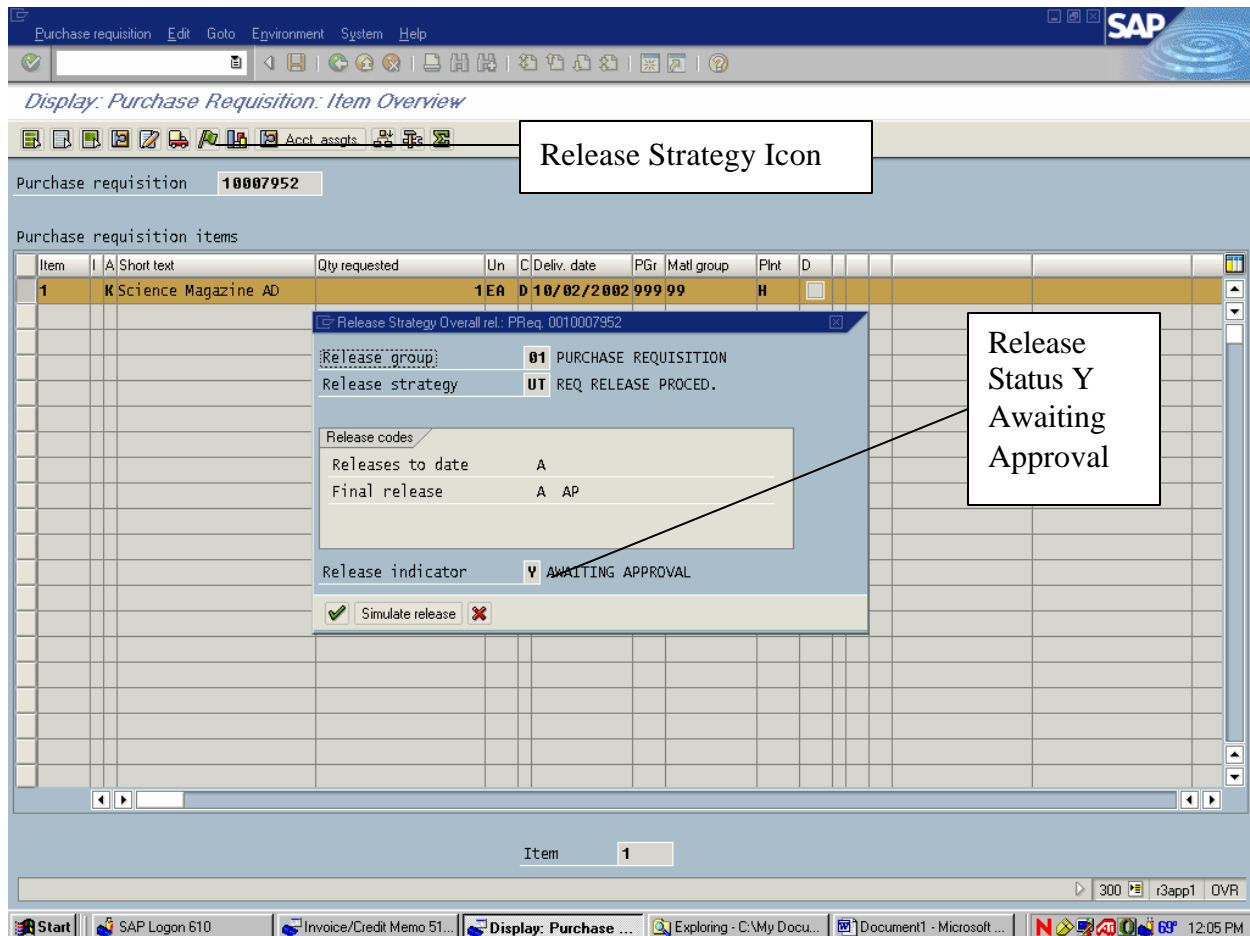 Purchase requisition Edit Goto Environment System Help
SAP
Display: Purchase Requisition: Item Overview
Acct. assgts.
Release Strategy Icon
Purchase requisition 10007952
Purchase requisition items
Item I A Short text Qty requested Un C Deliv. date PGr Matl group Plnt D
1 K Science Magazine AD 1 EA D 10/02/2002 999 99 H
Release Strategy Overall rel.: PReq. 0010007952
Release group 01 PURCHASE REQUISITION
Release strategy UT REQ RELEASE PROCED.
Release codes
Releases to date A
Final release A AP
Release indicator Y AWAITING APPROVAL
Simulate release
Release
Status Y
Awaiting
Approval
Item 1
300 r3app1 OVR
Start SAP Logon 610 Invoice/Credit Memo 51... Display: Purchase ... Exploring - C:\My Docu... Document1 - Microsoft ... N 69° 12:05 PM